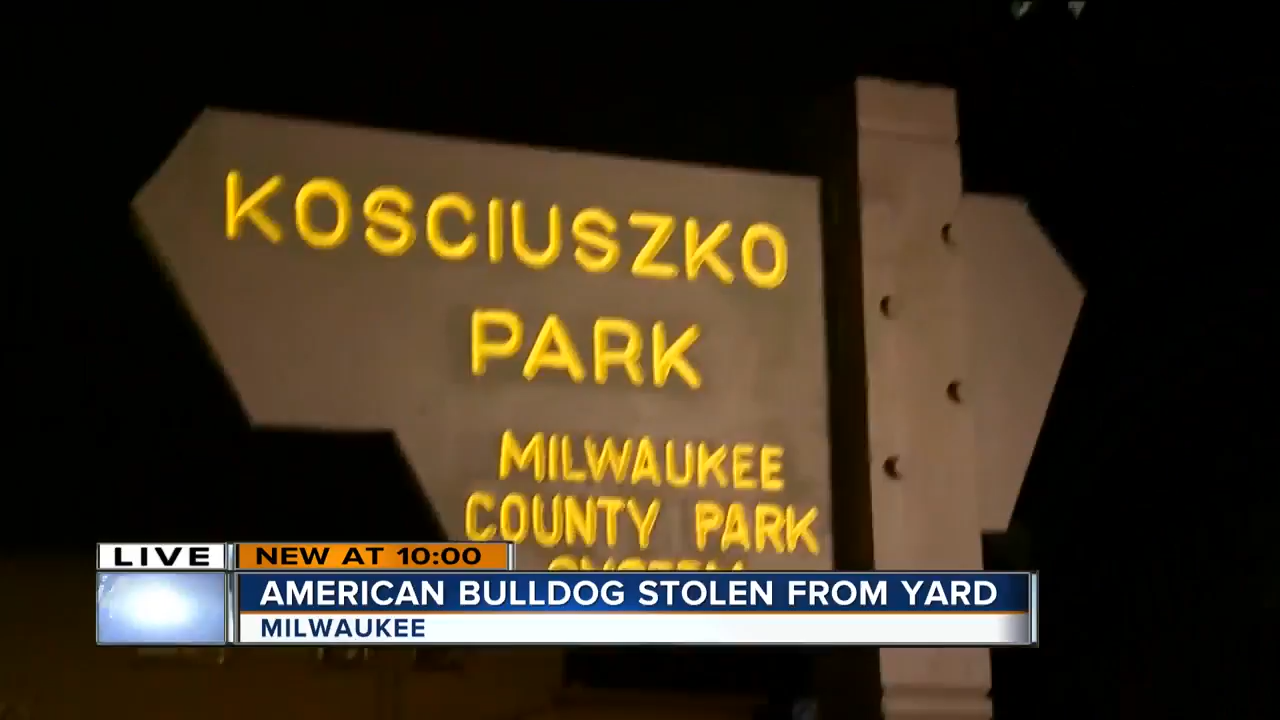 KOSCIUSZKO
PARK
MILWAUKEE
COUNTY PARK
LIVE
NEW AT 10:00
AMERICAN BULLDOG STOLEN FROM YARD
MILWAUKEE